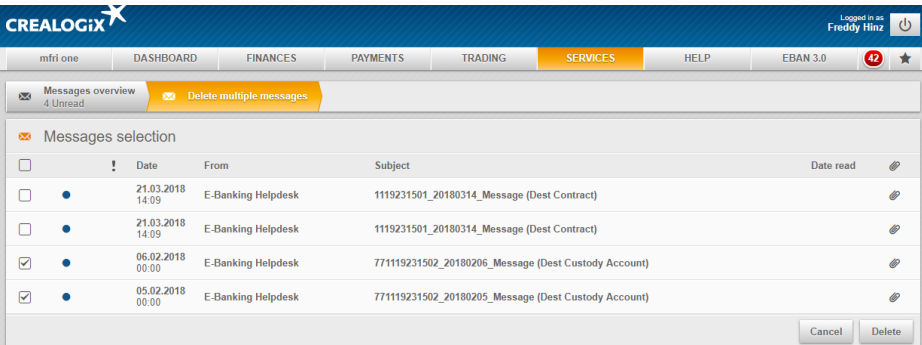 CREALOGiX
Logged in as
Freddy Hinz
mfri one DASHBOARD FINANCES PAYMENTS TRADING SERVICES HELP EBAN 3.0 42
Messages overview
4 Unread
Delete multiple messages
Messages selection
! Date From Subject Date read
21.03.2018
14:09
E-Banking Helpdesk 1119231501_20180314_Message (Dest Contract)
21.03.2018
14:09
E-Banking Helpdesk 1119231501_20180314_Message (Dest Contract)
06.02.2018
00:00
E-Banking Helpdesk 771119231502_20180206_Message (Dest Custody Account)
05.02.2018
00:00
E-Banking Helpdesk 771119231502_20180205_Message (Dest Custody Account)
Cancel Delete